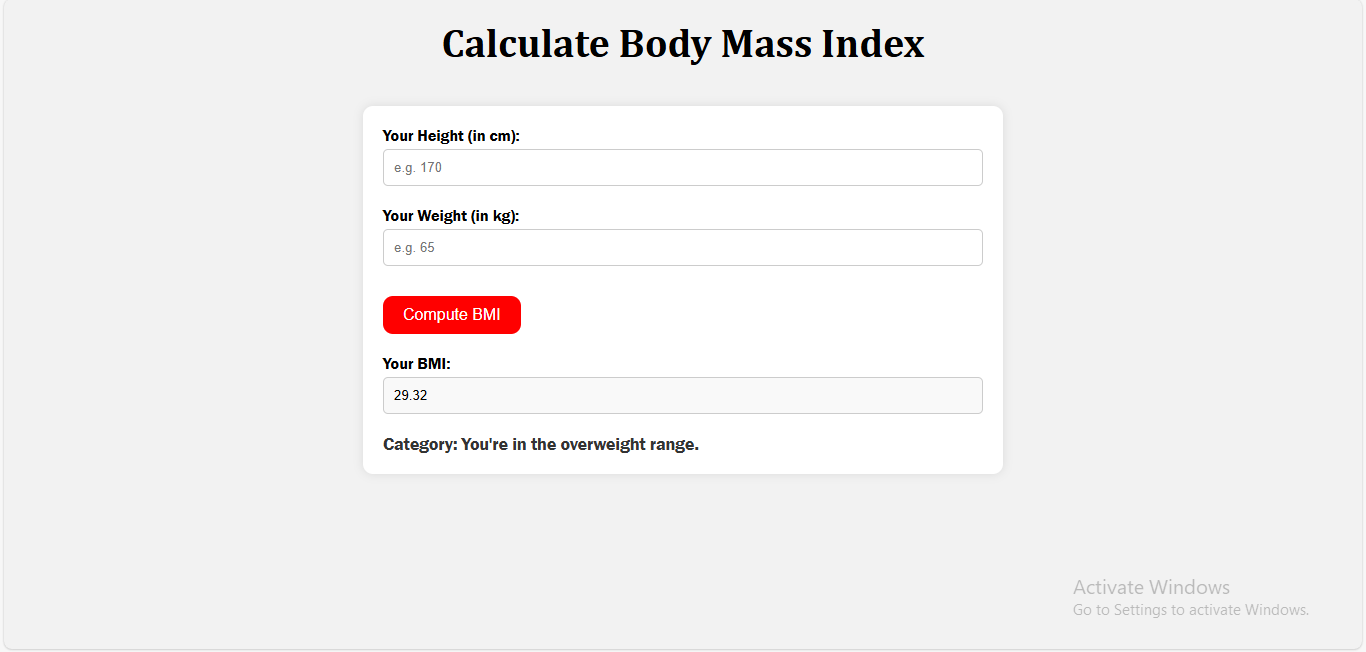 Calculate Body Mass Index
Your Height (in cm):
e.g. 170
Your Weight (in kg):
e.g. 65
Compute BMI
Your BMI:
29.32
Category: You're in the overweight range.
Activate Windows
Go to Settings to activate Windows.